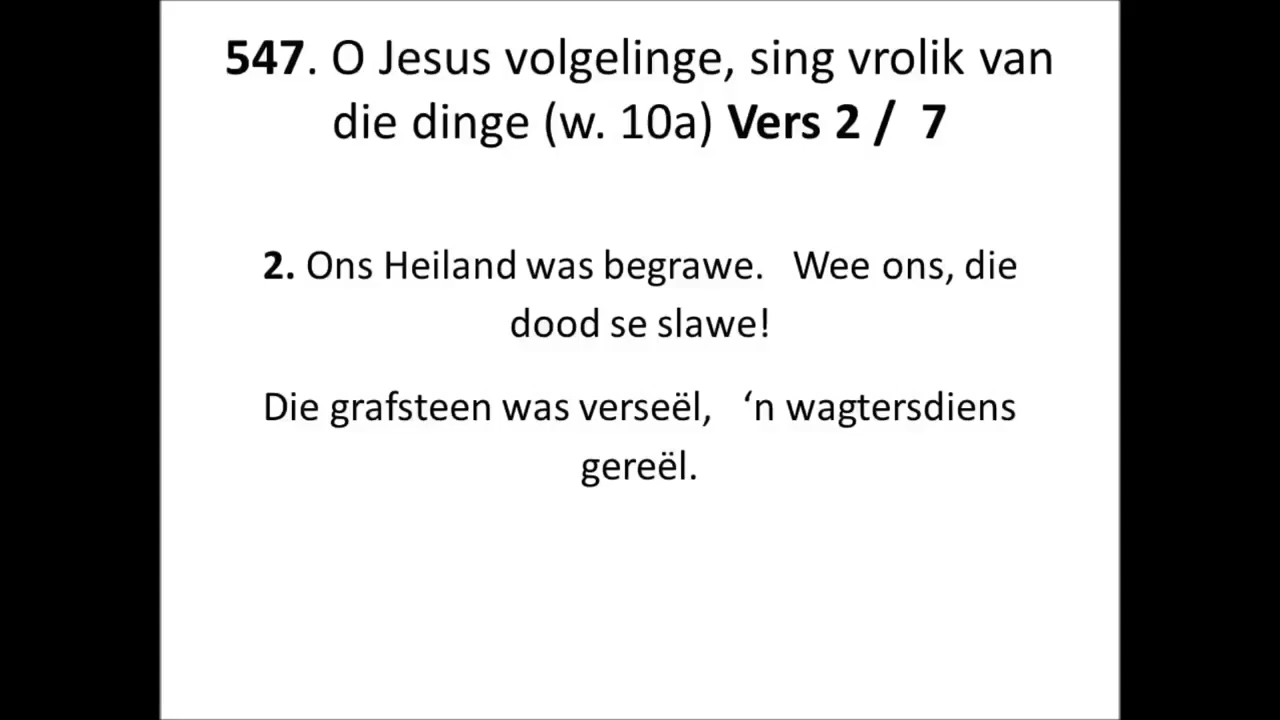 547. O Jesus volgelinge, sing vrolik van
die dinge (w. 10a) Vers 2 / 7
2. Ons Heiland was begrawe. Wee ons, die
dood se slawe!
Die grafsteen was verseël, ‘n wagtersdiens
gereël.